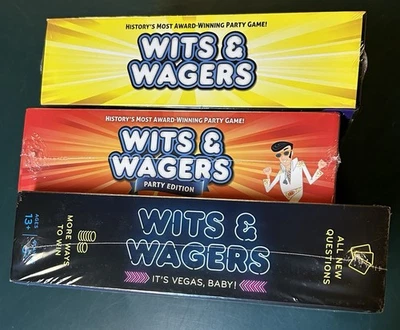 HISTORY'S MOST AWARD-WINNING PARTY GAME!
WITS &
WAGERS
HISTORY'S MOST AWARD-WINNING PARTY GAME!
WITS &
WAGERS
PARTY EDITION
AGES
13+
MORE WAYS
TO WIN
WITS &
WAGERS
IT'S VEGAS, BABY!
ALL NEW
QUESTIONS